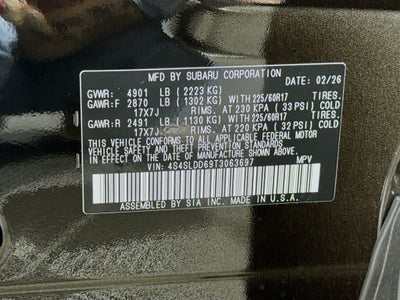 MFD. BY SUBARU CORPORATION 02/26
GVWR: 4901 LB ( 2223 KG)
GAWR:F 2870 LB ( 1302 KG) WITH 225/60R17 TIRES.
17X7J RIMS. AT 230 KPA ( 33 PSI) COLD
GAWR:R 2491 LB ( 1130 KG) WITH 225/60R17 TIRES.
17X7J RIMS. AT 220 KPA ( 32 PSI) COLD
THIS VEHICLE CONFORMS TO ALL APPLICABLE FEDERAL MOTOR
VEHICLE SAFETY AND THEFT PREVENTION STANDARDS IN EFFECT
ON THE DATE OF MANUFACTURE SHOWN ABOVE.
VIN: 4S4SLDD69T3063697 MPV
ASSEMBLED BY SIA INC. MADE IN U.S.A.